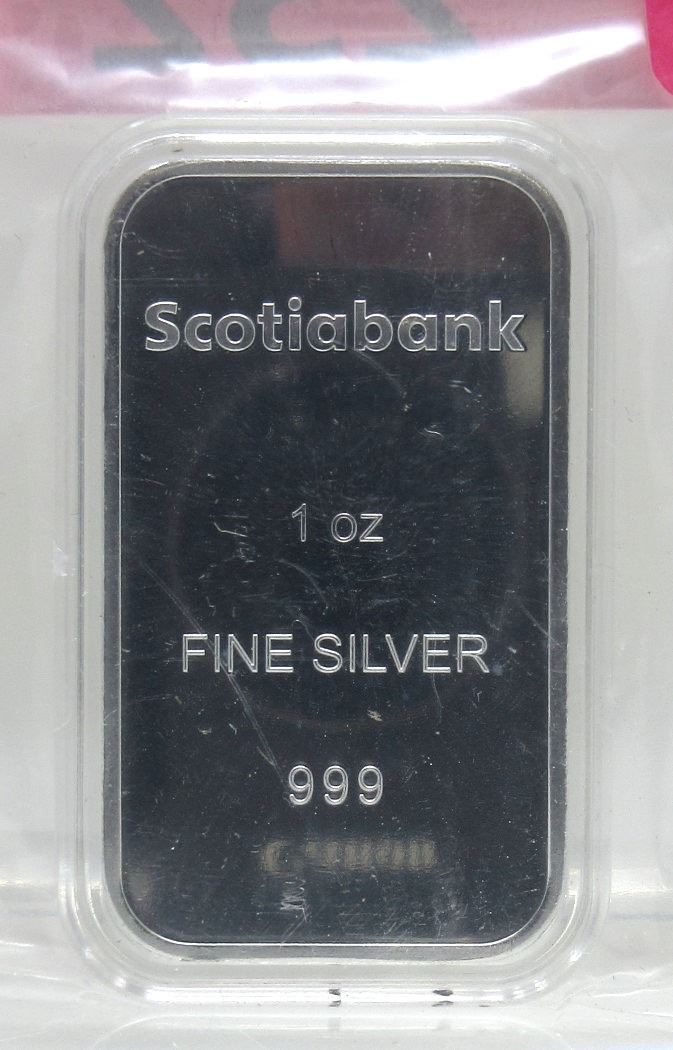 Scotiabank
1 oz
FINE SILVER
999